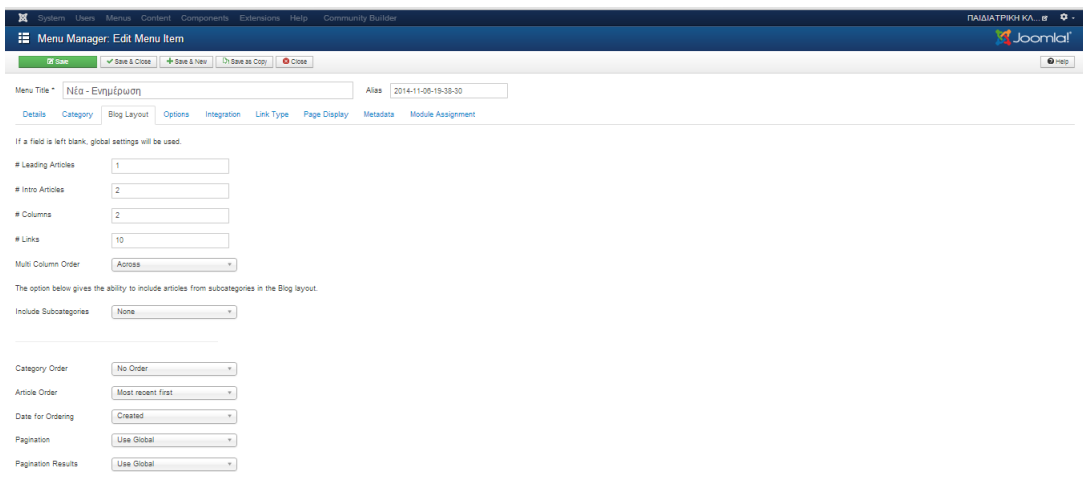 System Users Menus Content Components Extensions Help Community Builder ΠΑΙΔΙΑΤΡΙΚΗ ΚΛ...
Menu Manager: Edit Menu Item Joomla!
Save Save & Close Save & New Save as Copy Close Help
Menu Title * Νέα - Ενημέρωση Alias 2014-11-06-19-38-30
Details Category Blog Layout Options Integration Link Type Page Display Metadata Module Assignment
If a field is left blank, global settings will be used.
# Leading Articles 1
# Intro Articles 2
# Columns 2
# Links 10
Multi Column Order Across
The option below gives the ability to include articles from subcategories in the Blog layout.
Include Subcategories None
Category Order No Order
Article Order Most recent first
Date for Ordering Created
Pagination Use Global
Pagination Results Use Global